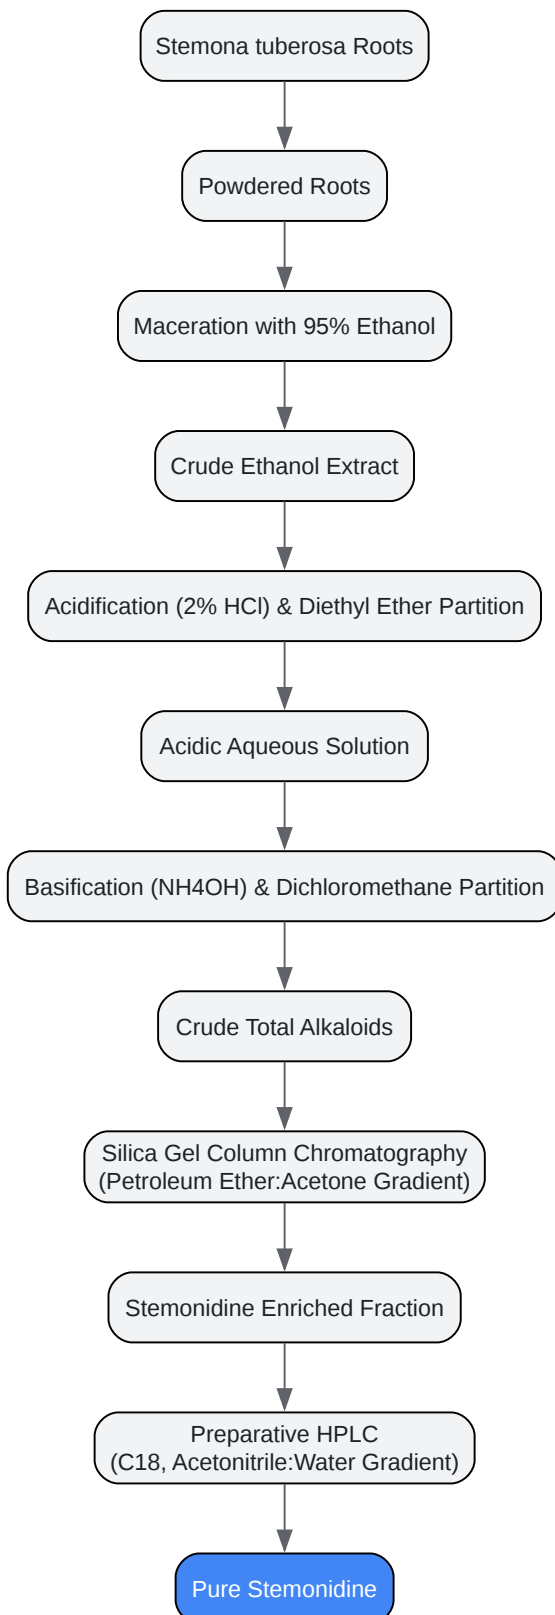 Stemona tuberosa Roots
Powdered Roots
Maceration with 95% Ethanol
Crude Ethanol Extract
Acidification (2% HCl) & Diethyl Ether Partition
Acidic Aqueous Solution
Basification (NH4OH) & Dichloromethane Partition
Crude Total Alkaloids
Silica Gel Column Chromatography
(Petroleum Ether:Acetone Gradient)
Stemonidine Enriched Fraction
Preparative HPLC
(C18, Acetonitrile:Water Gradient)
Pure Stemonidine